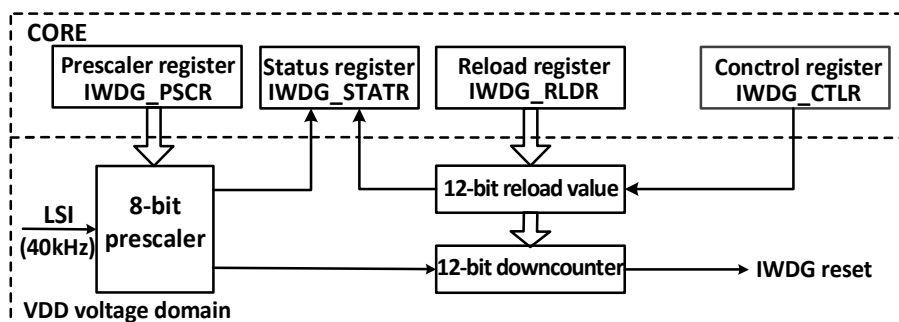 CORE
Prescaler register
IWDG_PSCR
Status register
IWDG_STATR
Reload register
IWDG_RLDR
Conctrol register
IWDG_CTLR
LSI
(40kHz)
8-bit
prescaler
12-bit reload value
12-bit downcounter
IWDG reset
VDD voltage domain